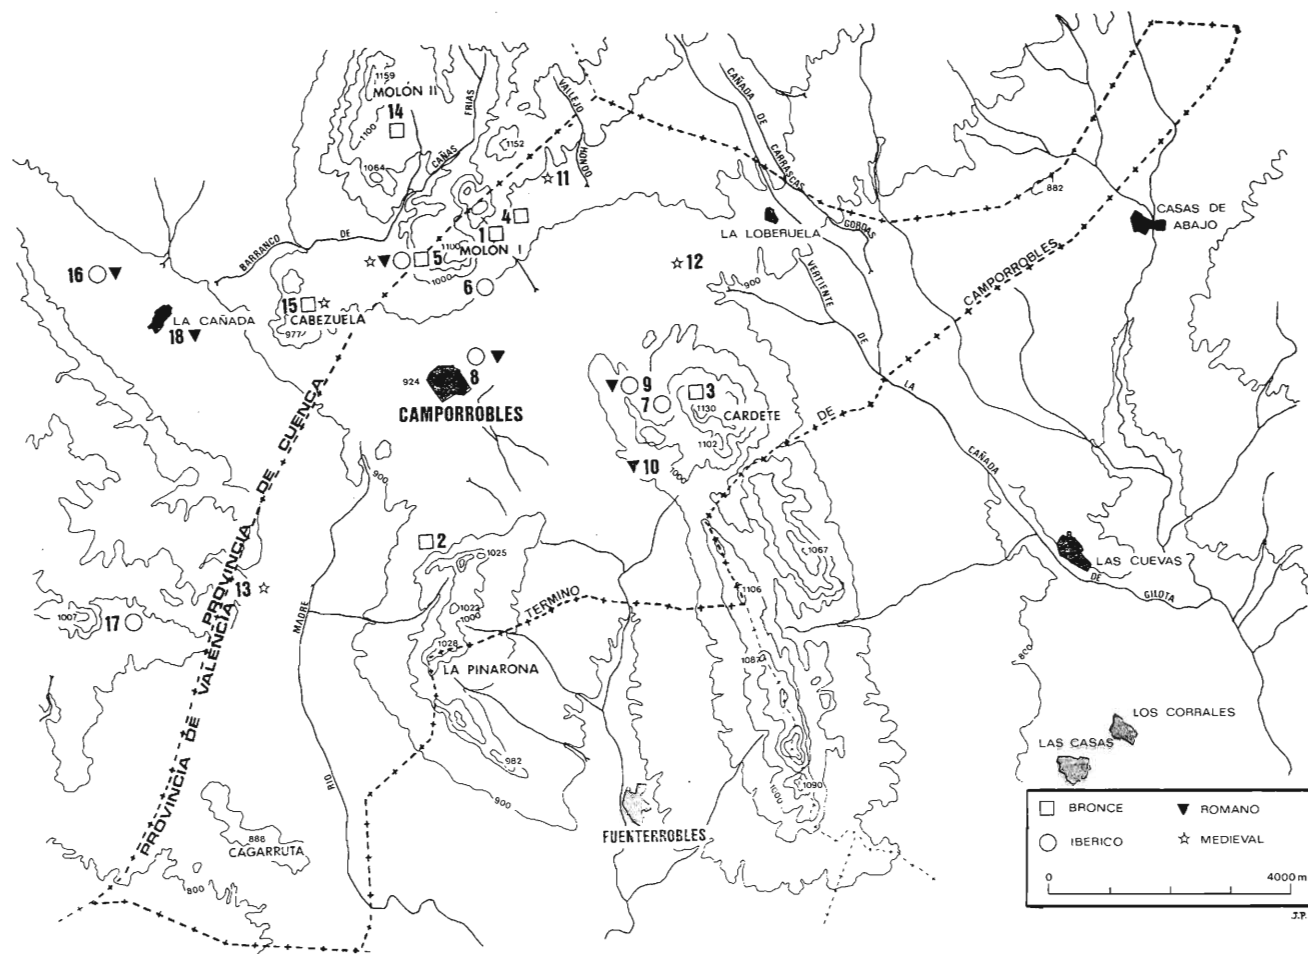 1159
MOLÓN II
14
1100
1064
FRIAS
CAÑAS
DE
BARRANCO
VALLEJO
HONDO
1152
11
4
1
1100
MOLÓN I
5
1000
6
16
15
CABEZUELA
977
LA CAÑADA
18
924
8
CAMPORROBLES
CAÑADA
DE
CARRASCAS
GORDAS
882
LA LOBERUELA
CASAS DE
ABAJO
12
900
VERTIENTE
DE
LA
CAÑADA
DE
GILOTA
TERMINO
DE
CAMPORROBLES
9
7
3
1130
CARDETE
1102
10
1000
900
PROVINCIA DE CUENCA
PROVINCIA DE VALENCIA
2
1025
13
1007
17
RIO
MADRE
1022
1000
1028
LA PINARONA
982
900
1067
1106
1087
1090
1000
LAS CUEVAS
800
LOS CORRALES
LAS CASAS
FUENTERROBLES
888
CAGARRUTA
800
BRONCE
ROMANO
IBERICO
MEDIEVAL
0
4000 m
J.P.